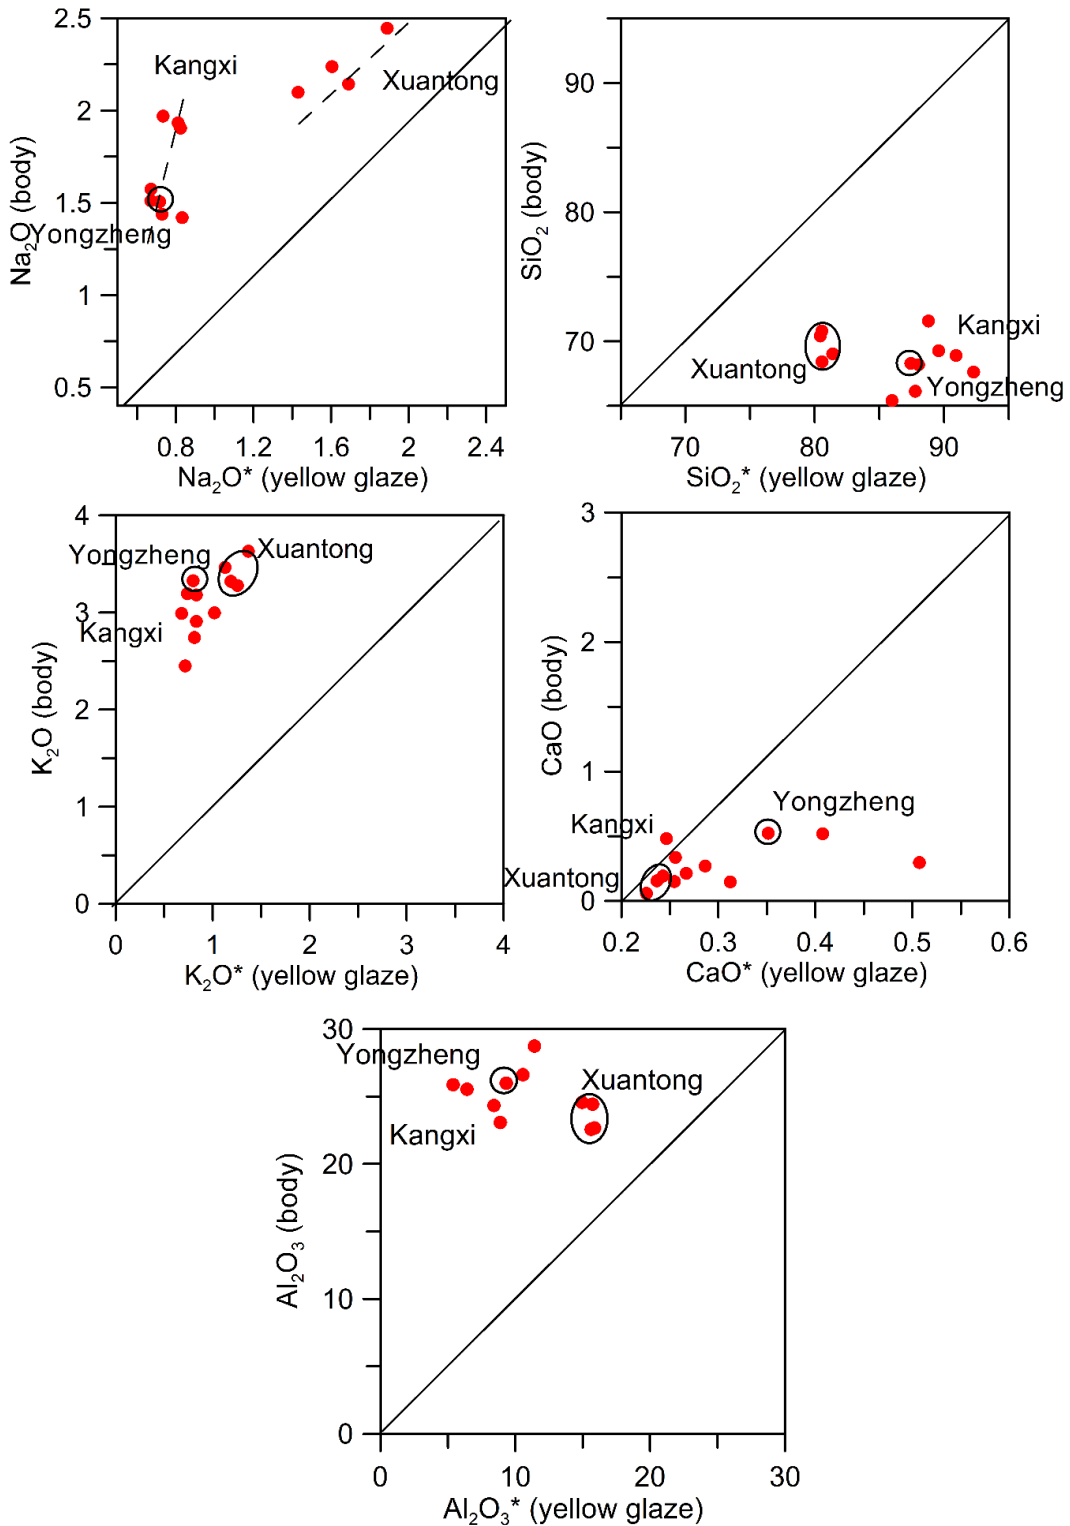 2.5
2
1.5
1
0.5
Na₂O (body)
Kangxi
Xuantong
Yongzheng
0.8 1.2 1.6 2 2.4
Na₂O* (yellow glaze)
90
80
70
SiO₂ (body)
Kangxi
Xuantong
Yongzheng
70 80 90
SiO₂* (yellow glaze)
4
3
2
1
0
K₂O (body)
Yongzheng
Xuantong
Kangxi
0 1 2 3 4
K₂O* (yellow glaze)
3
2
1
0
CaO (body)
Yongzheng
Kangxi
Xuantong
0.2 0.3 0.4 0.5 0.6
CaO* (yellow glaze)
30
20
10
0
Al₂O₃ (body)
Yongzheng
Xuantong
Kangxi
0 10 20 30
Al₂O₃* (yellow glaze)